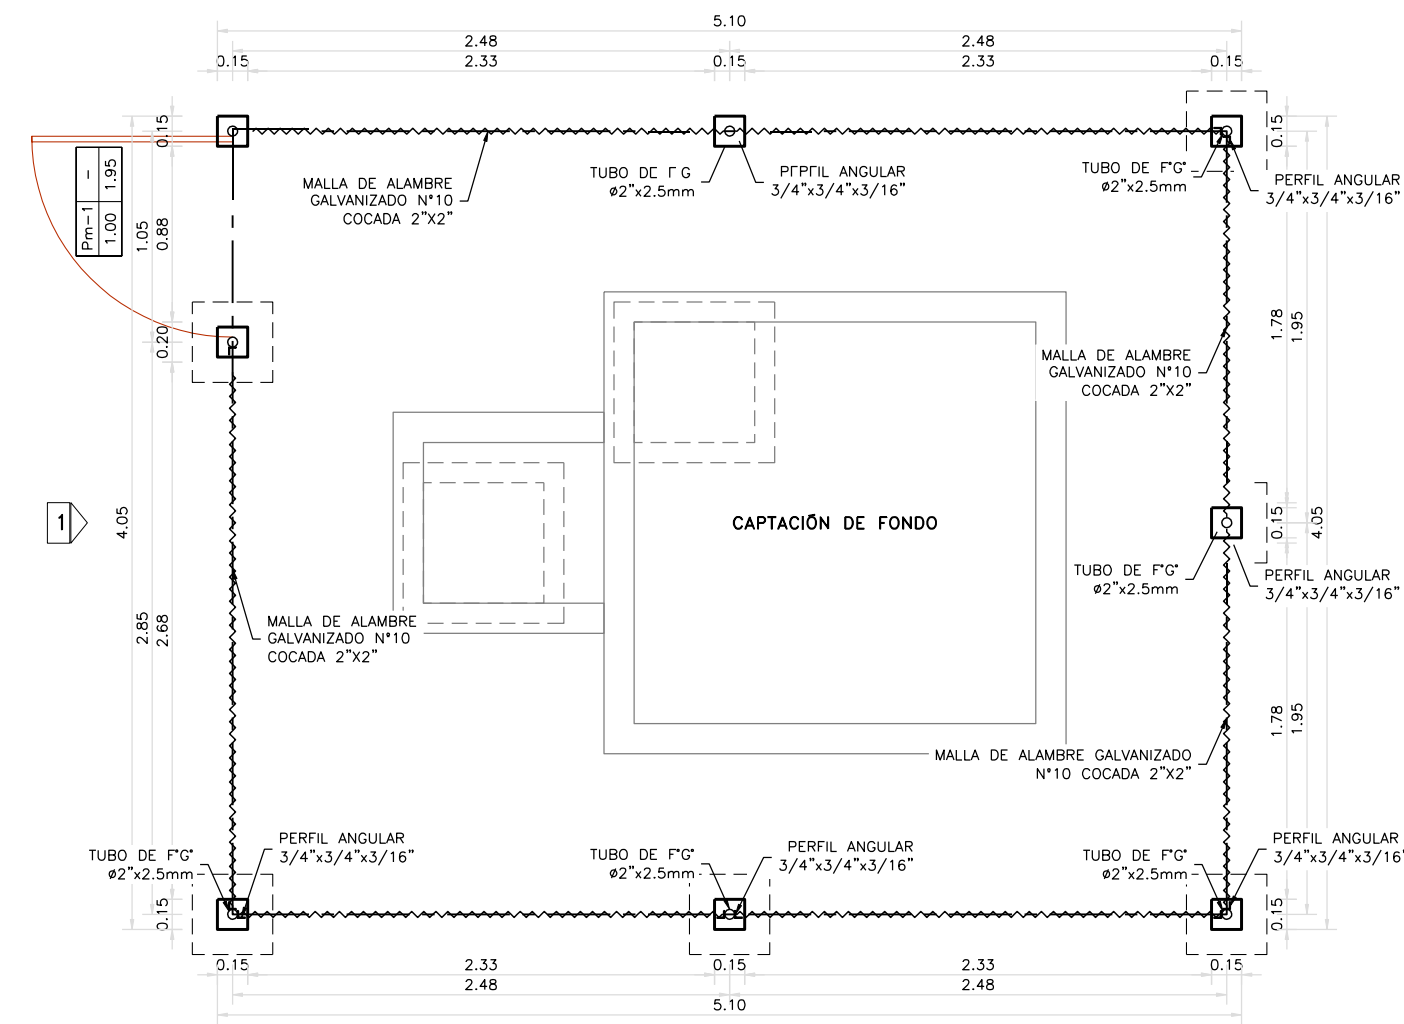 5.10
2.48 2.48
0.15 2.33 0.15 2.33 0.15
MALLA DE ALAMBRE
GALVANIZADO N°10
COCADA 2"X2"
TUBO DE
ø2"x2.5mm
ANGULAR
3/4"x3/4"x3/16"
TUBO DE F°G°
ø2"x2.5mm
PERFIL ANGULAR
3/4"x3/4"x3/16"
Pm-1 -
1.00 1.95
0.15
0.88
1.05
0.20
4.05
2.85
2.68
0.15
1
0.15
1.78
1.95
MALLA DE ALAMBRE
GALVANIZADO N°10
COCADA 2"X2"
CAPTACIÓN DE FONDO
0.15
4.05
TUBO DE F°G°
ø2"x2.5mm
PERFIL ANGULAR
3/4"x3/4"x3/16"
MALLA DE ALAMBRE
GALVANIZADO N°10
COCADA 2"X2"
1.78
1.95
MALLA DE ALAMBRE GALVANIZADO
N°10 COCADA 2"X2"
TUBO DE F°G°
ø2"x2.5mm
PERFIL ANGULAR
3/4"x3/4"x3/16"
TUBO DE F°G°
ø2"x2.5mm
PERFIL ANGULAR
3/4"x3/4"x3/16"
TUBO DE F°G°
ø2"x2.5mm
PERFIL ANGULAR
3/4"x3/4"x3/16"
0.15
0.15 2.33 0.15 2.33 0.15
2.48 2.48
5.10